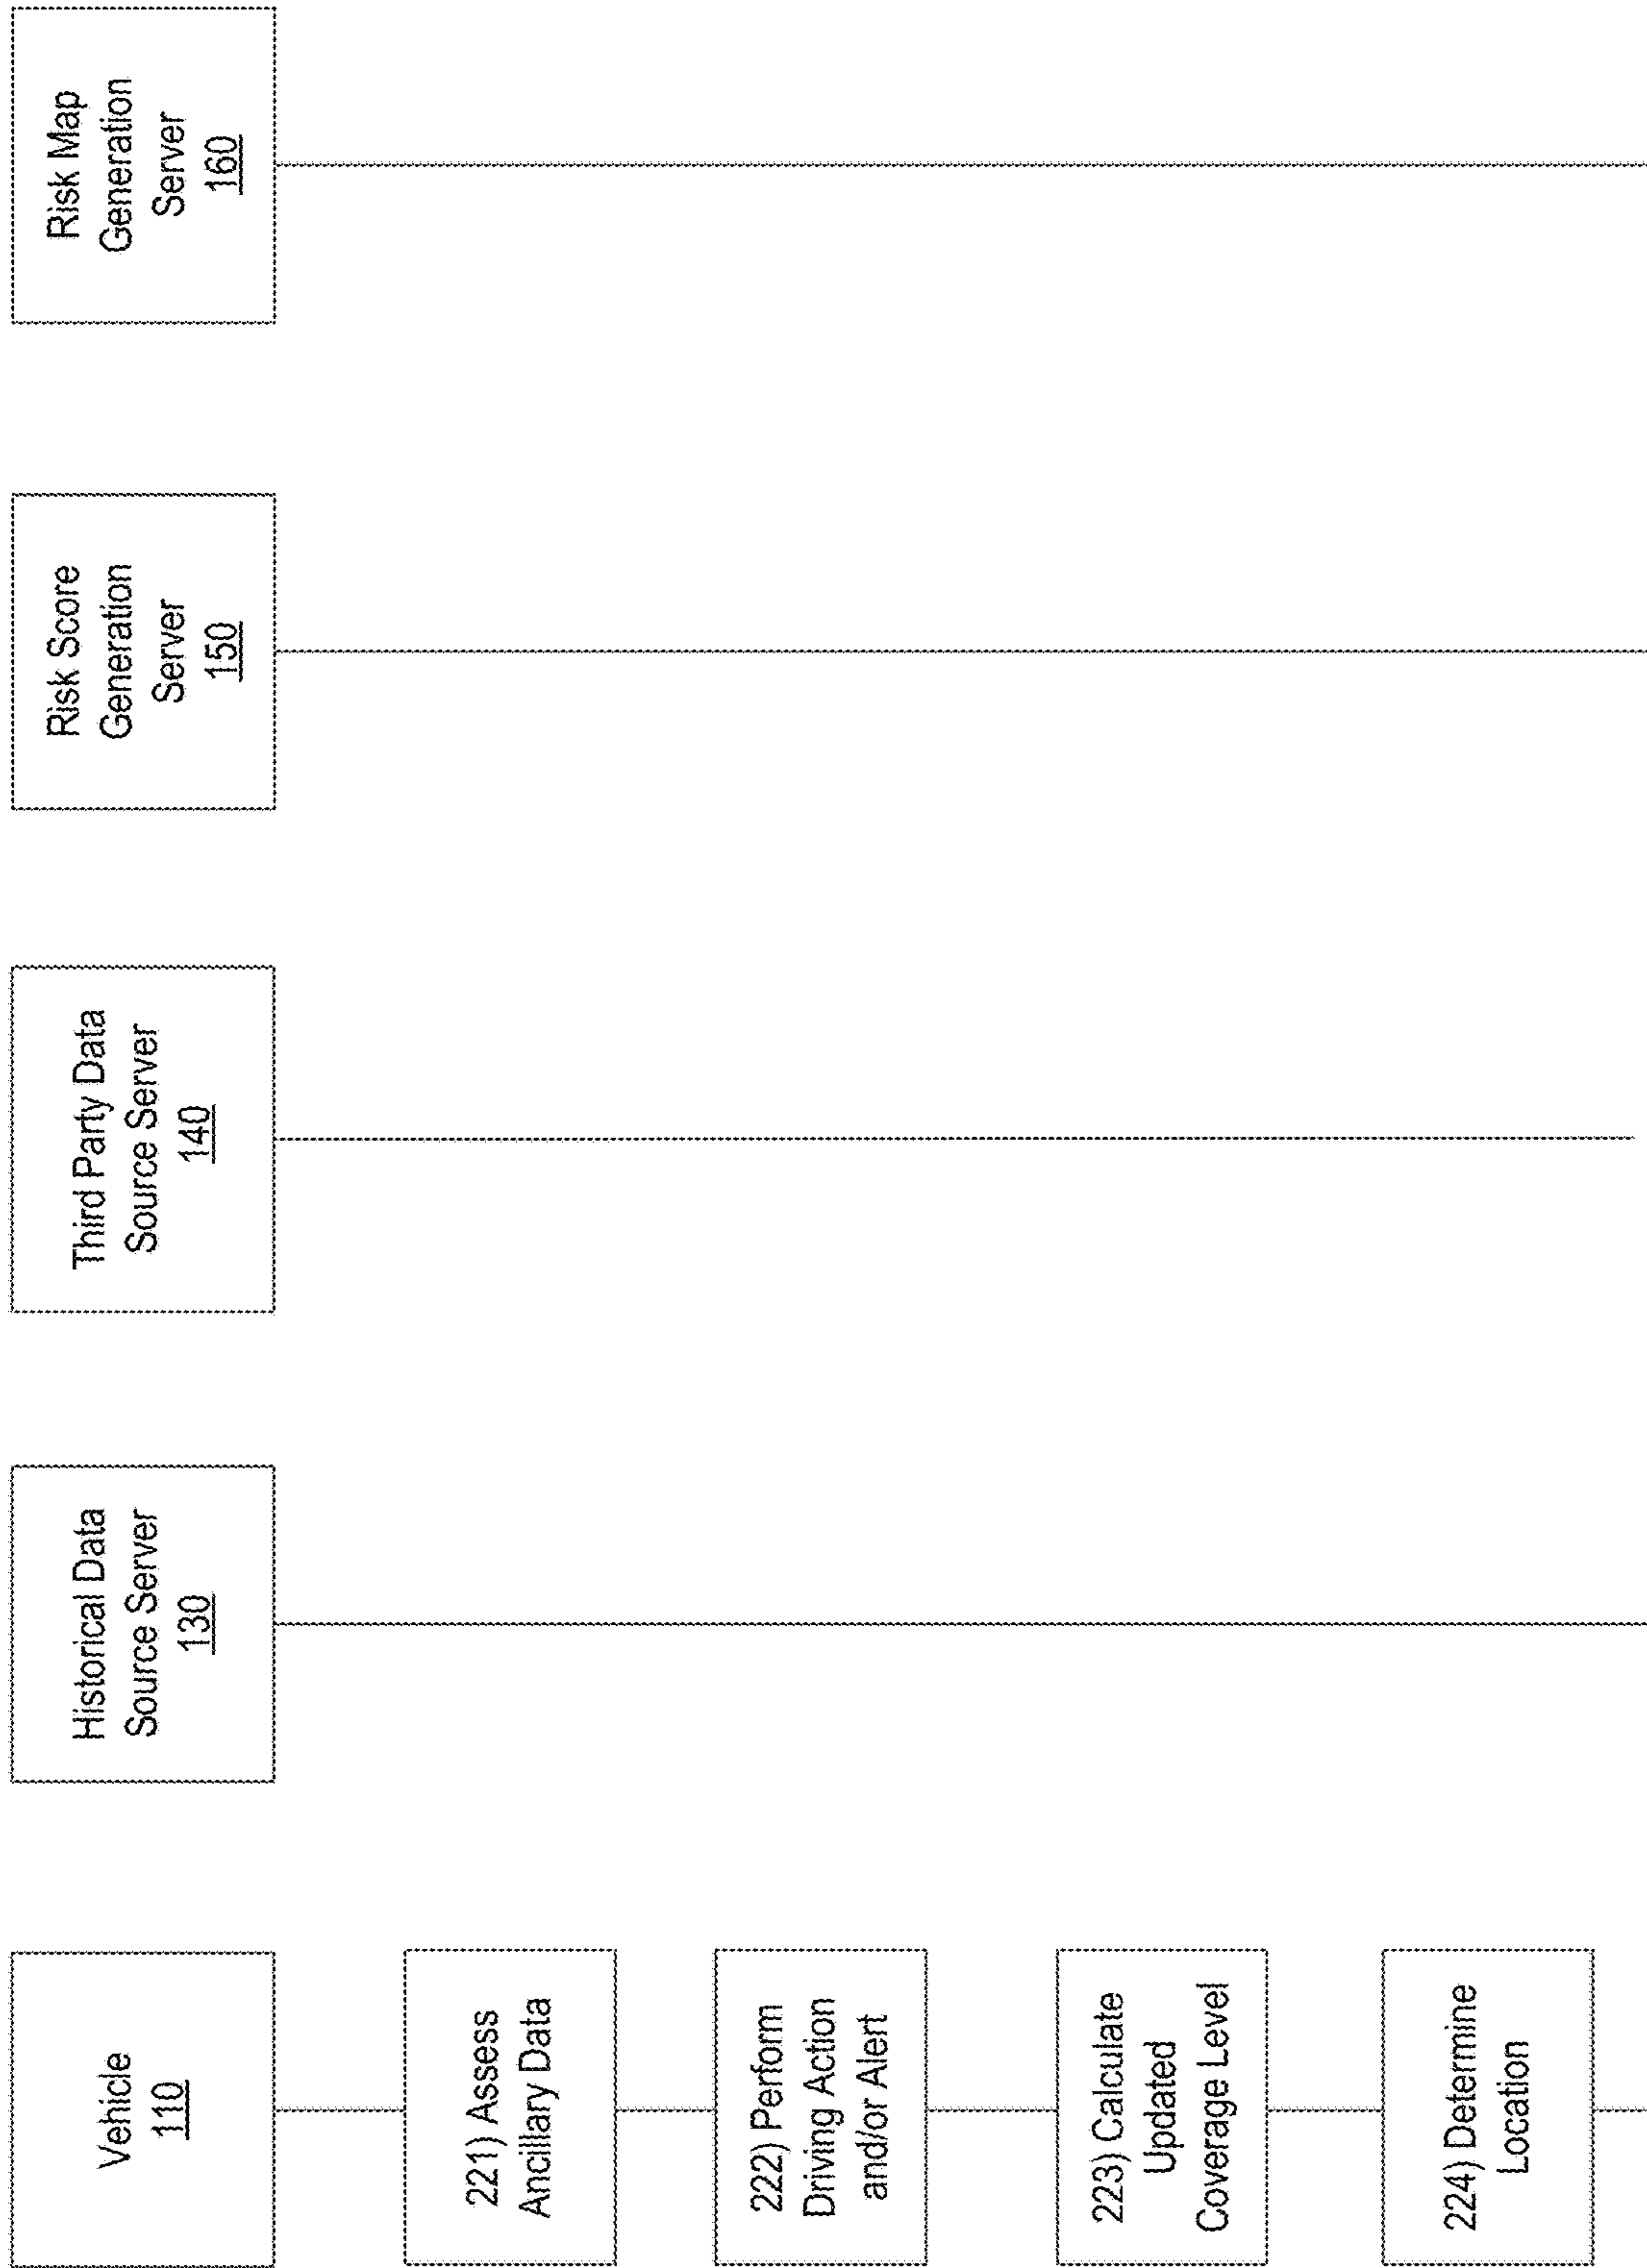 Vehicle
110
Historical Data
Source Server
130
Third Party Data
Source Server
140
Risk Score
Generation
Server
150
Risk Map
Generation
Server
160
221) Assess
Ancillary Data
222) Perform
Driving Action
and/or Alert
223) Calculate
Updated
Coverage Level
224) Determine
Location